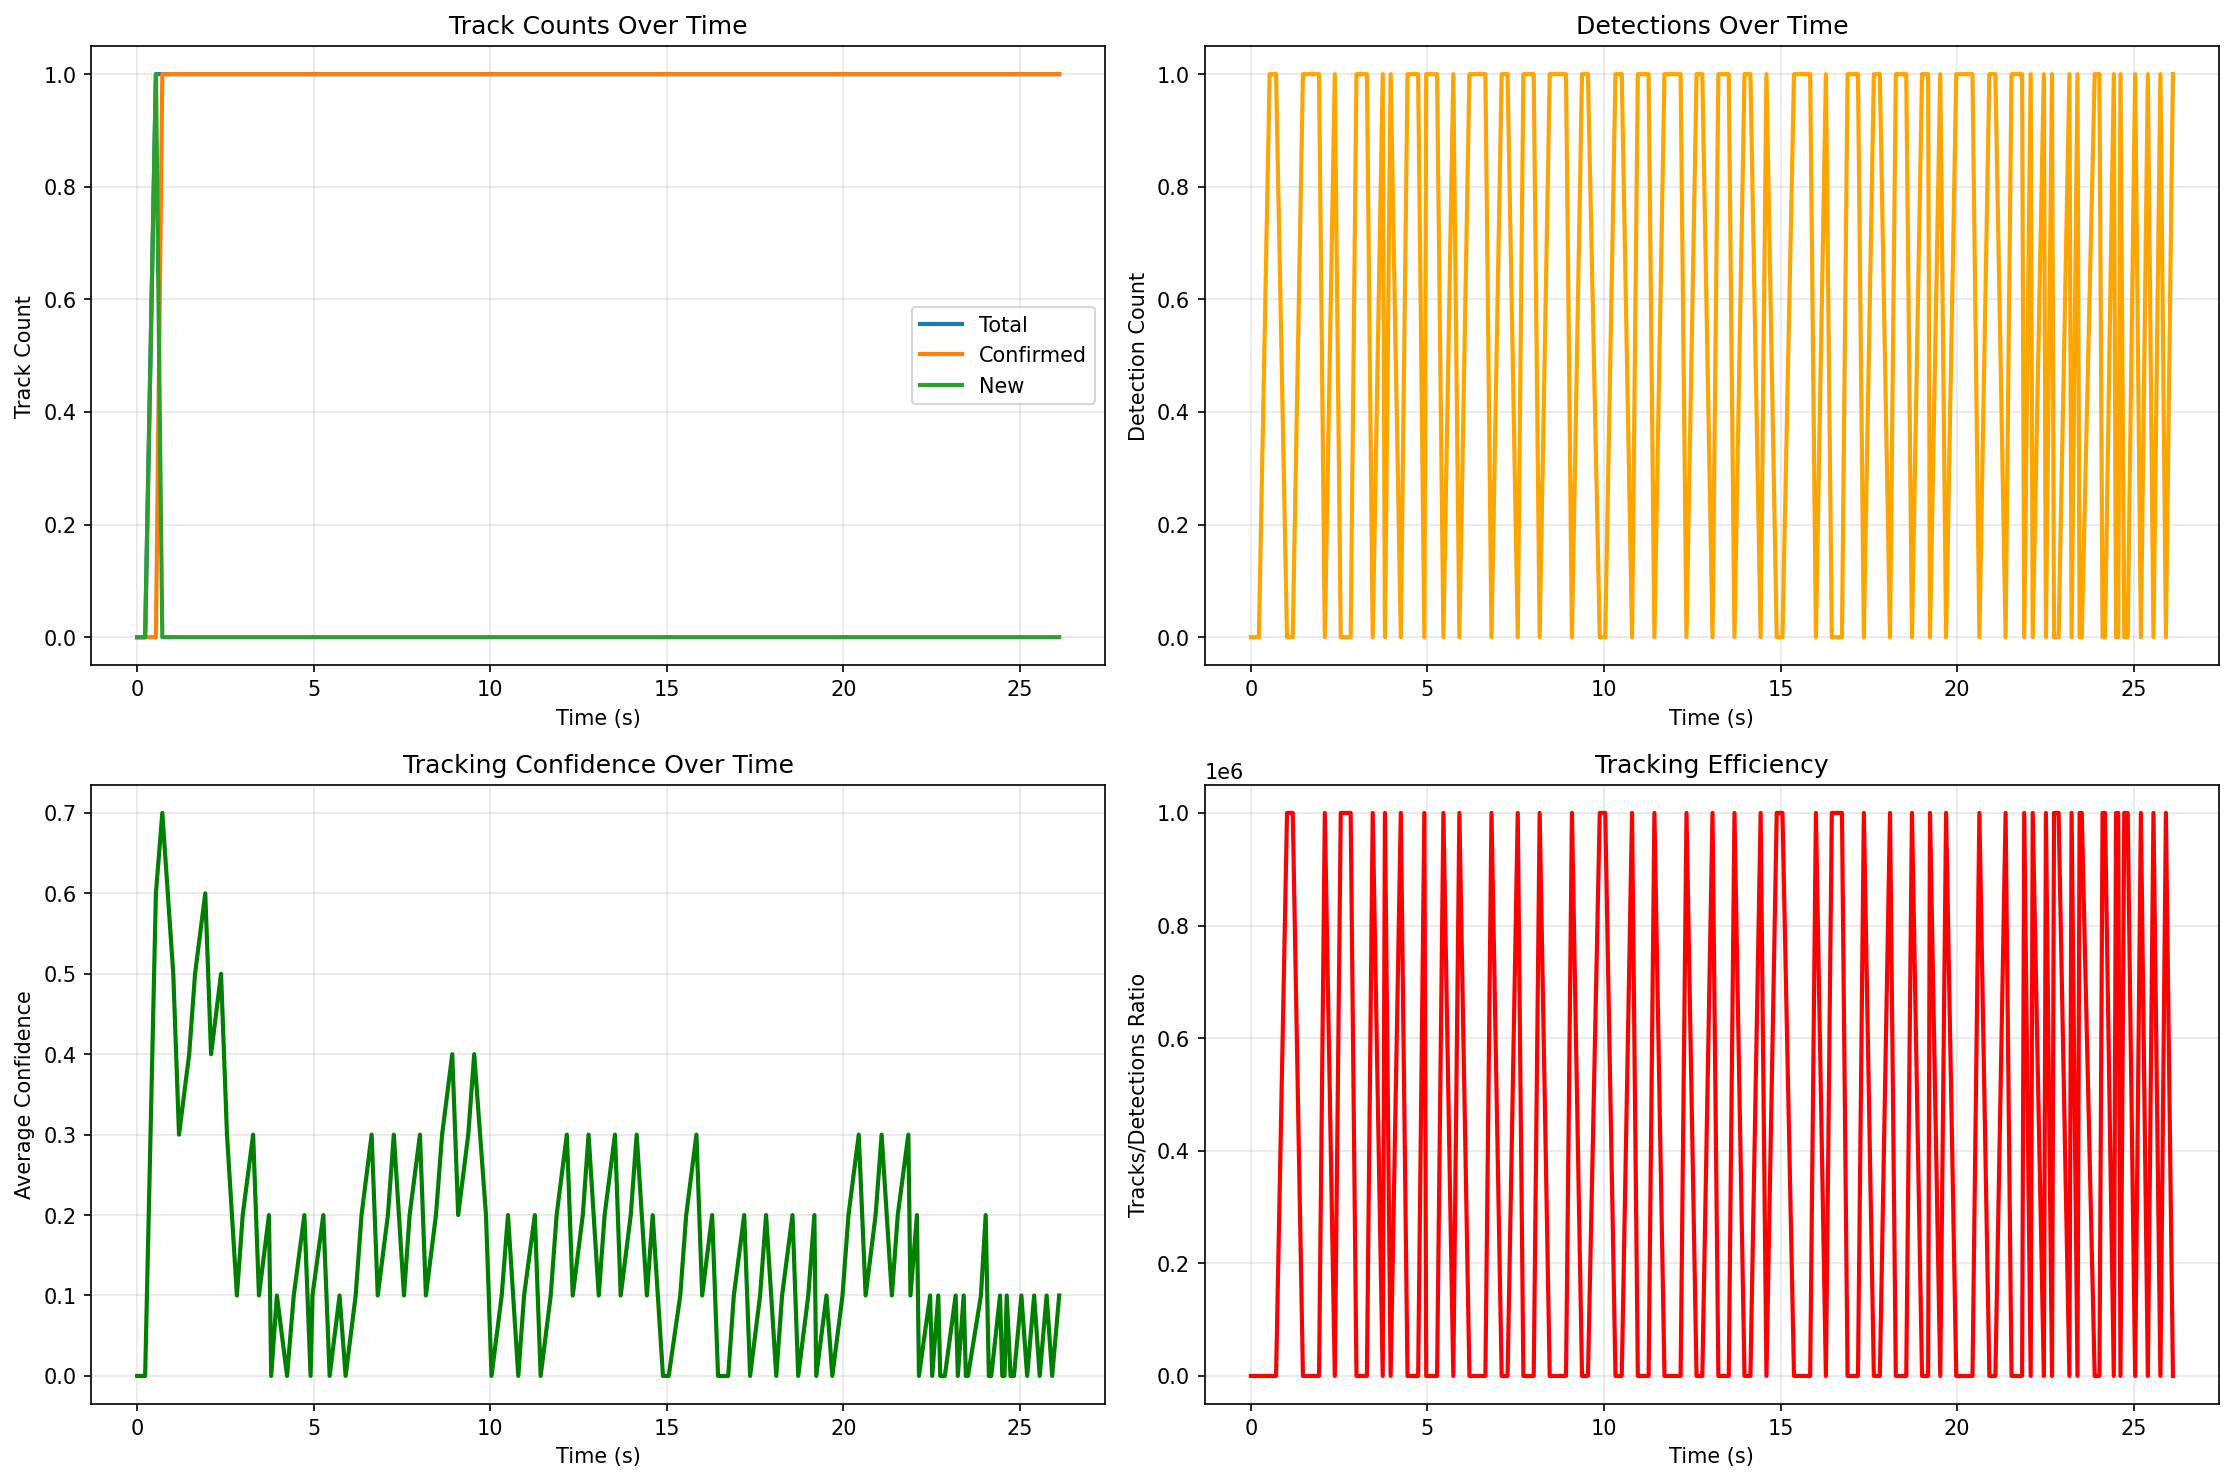 Track Counts Over Time
Track Count
1.0
0.8
0.6
0.4
0.2
0.0
Total
Confirmed
New
0 5 10 15 20 25
Time (s)
Detections Over Time
Detection Count
1.0
0.8
0.6
0.4
0.2
0.0
0 5 10 15 20 25
Time (s)
Tracking Confidence Over Time
Average Confidence
0.7
0.6
0.5
0.4
0.3
0.2
0.1
0.0
0 5 10 15 20 25
Time (s)
Tracking Efficiency
1e6
Tracks/Detections Ratio
1.0
0.8
0.6
0.4
0.2
0.0
0 5 10 15 20 25
Time (s)